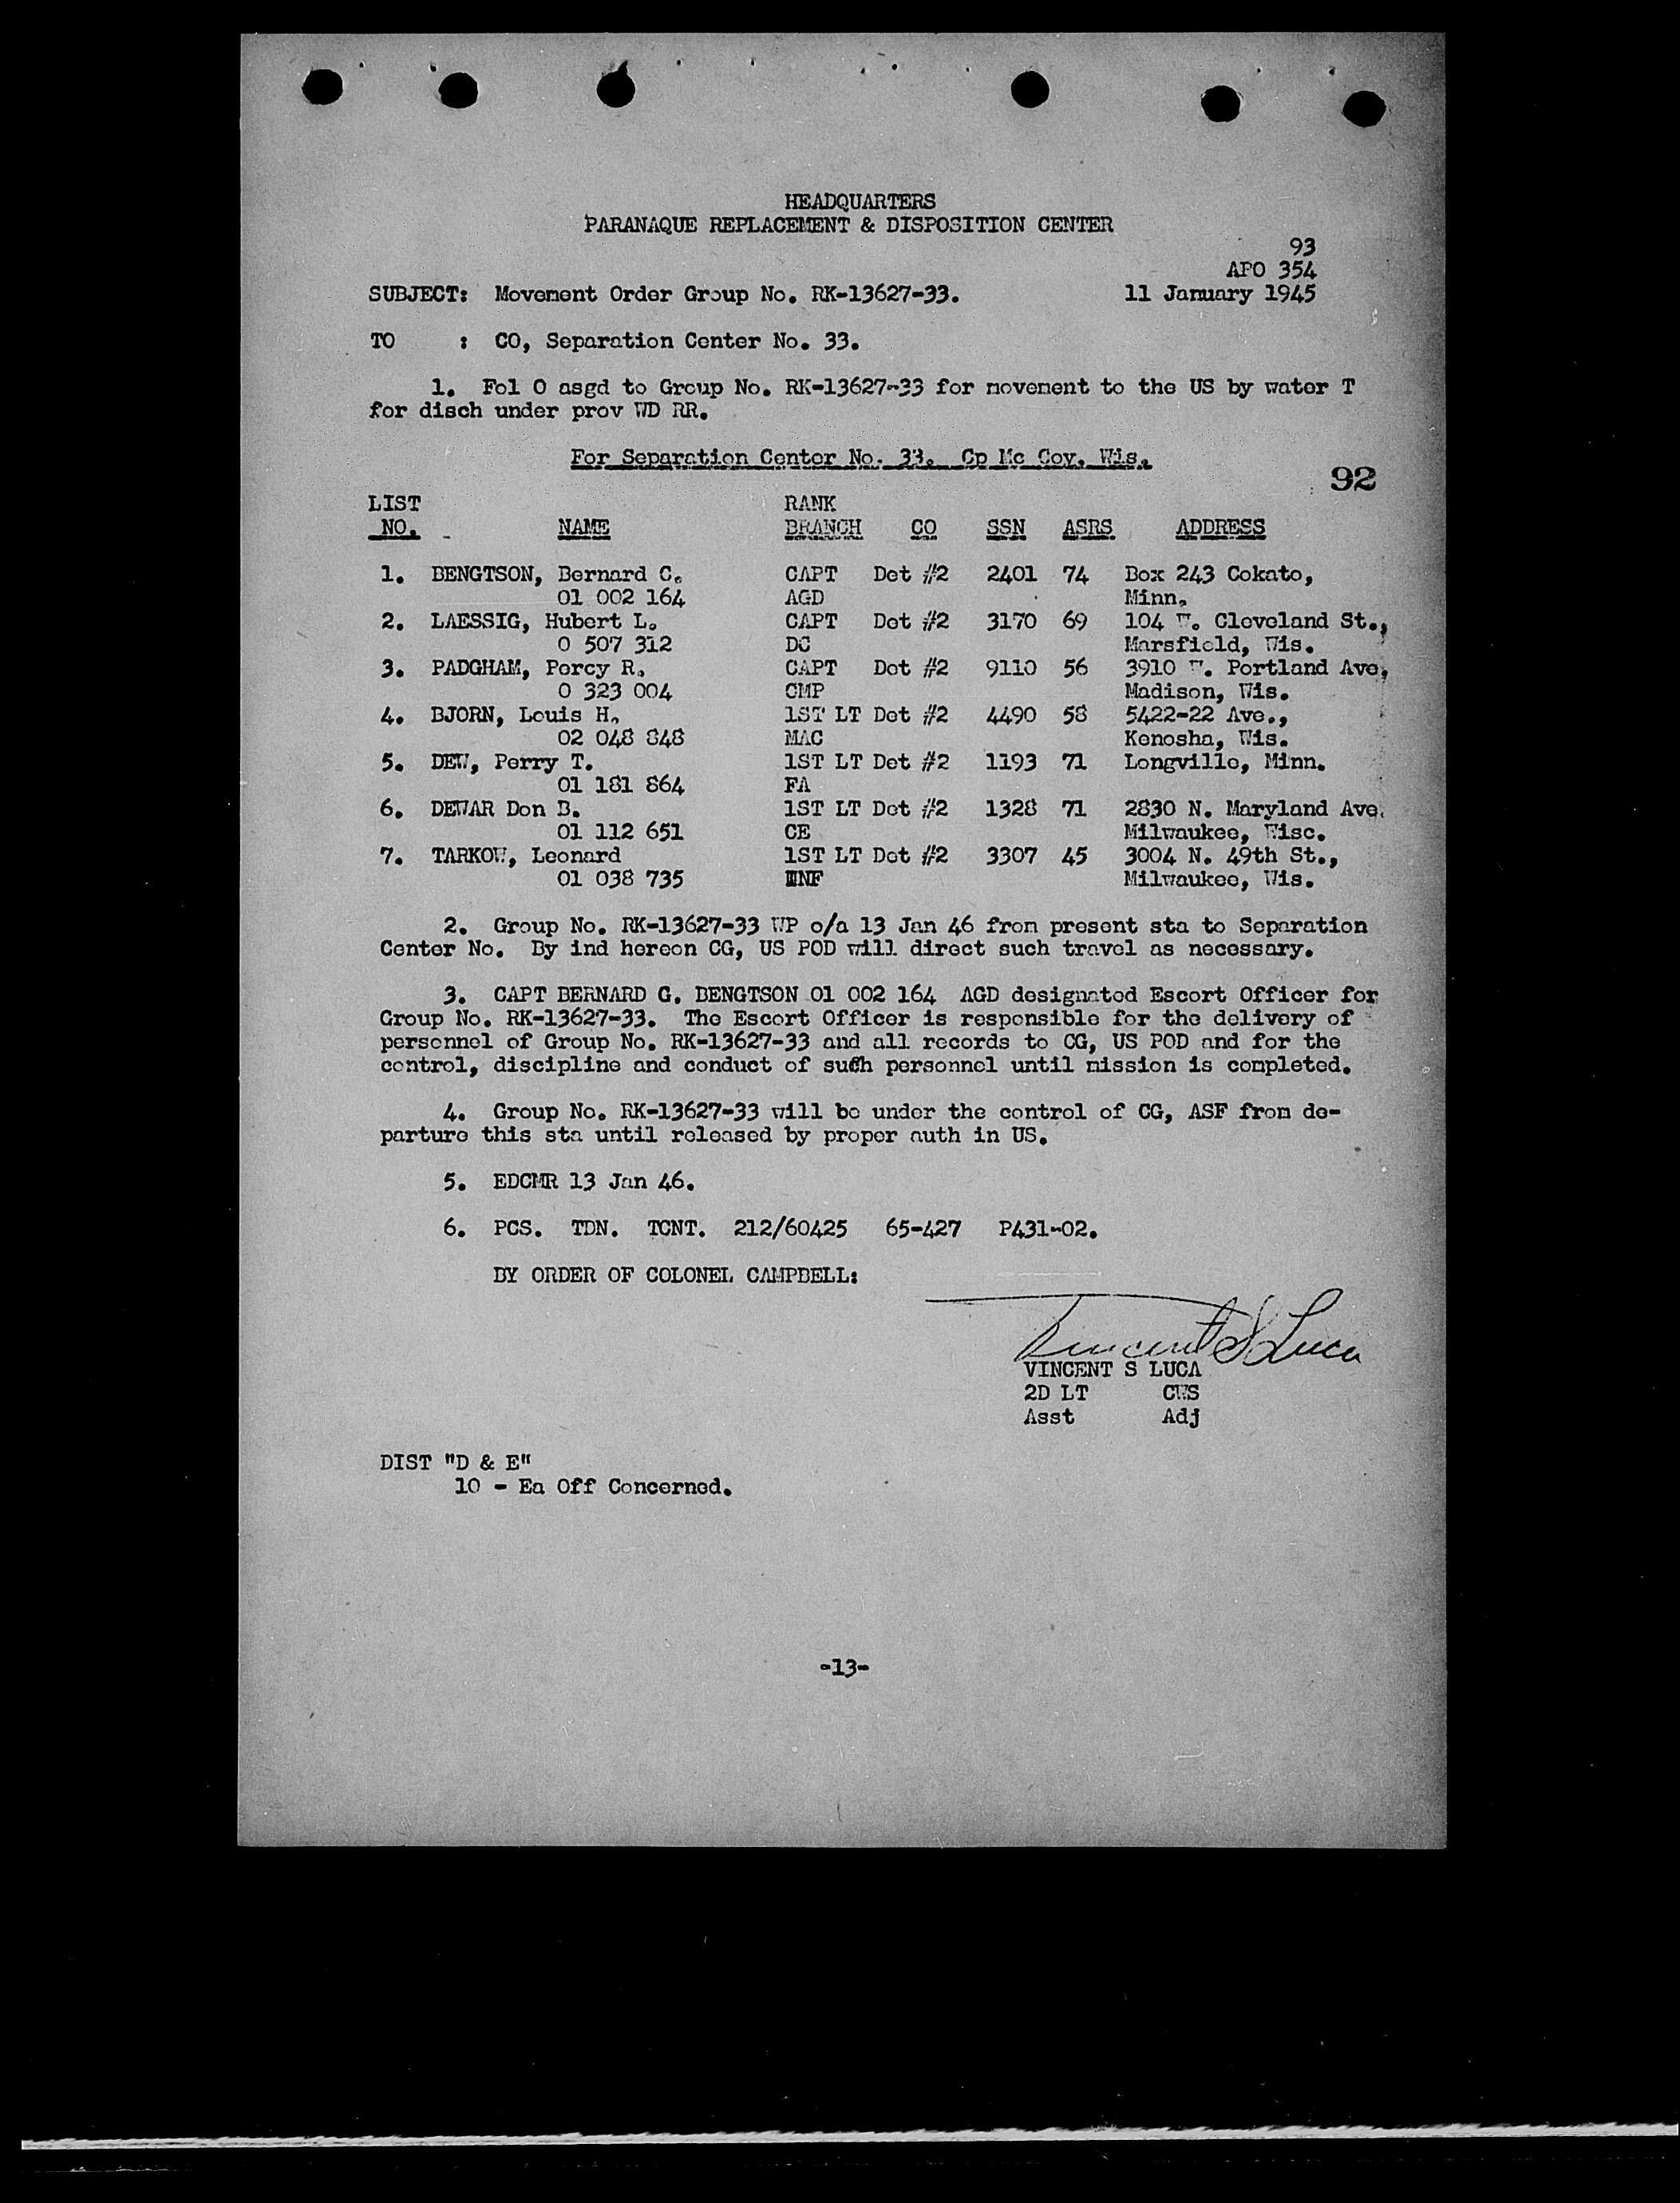 HEADQUARTERS
PARANAQUE REPLACEMENT & DISPOSITION CENTER
93
APO 354
SUBJECT: Movement Order Group No. RK-13627-33. 11 January 1945
TO : CO, Separation Center No. 33.
1. Fol O asgd to Group No. RK-13627-33 for movement to the US by water T
for disch under prov WD RR.
For Separation Center No. 33. Cp Mc Coy, Wis.
92
LIST RANK
NO. NAME BRANCH CO SSN ASRS ADDRESS
1. BENGTSON, Bernard C. CAPT Det #2 2401 74 Box 243 Cokato,
01 002 164 AGD Minn.
2. LAESSIG, Hubert L. CAPT Det #2 3170 69 104 W. Cleveland St.,
0 507 312 DC Marsfield, Wis.
3. PADGHAM, Percy R. CAPT Det #2 9110 56 3910 W. Portland Ave,
0 323 004 CMP Madison, Wis.
4. BJORN, Louis H. 1ST LT Det #2 4490 58 5422-22 Ave.,
02 048 848 MAC Kenosha, Wis.
5. DEW, Perry T. 1ST LT Det #2 1193 71 Longville, Minn.
01 181 864 FA
6. DEWAR Don B. 1ST LT Det #2 1328 71 2830 N. Maryland Ave.
01 112 651 CE Milwaukee, Wisc.
7. TARKOW, Leonard 1ST LT Det #2 3307 45 3004 N. 49th St.,
01 038 735 INF Milwaukee, Wis.
2. Group No. RK-13627-33 WP o/a 13 Jan 46 from present sta to Separation
Center No. By ind hereon CG, US POD will direct such travel as necessary.
3. CAPT BERNARD G. BENGTSON 01 002 164 AGD designated Escort Officer for
Group No. RK-13627-33. The Escort Officer is responsible for the delivery of
personnel of Group No. RK-13627-33 and all records to CG, US POD and for the
control, discipline and conduct of such personnel until mission is completed.
4. Group No. RK-13627-33 will be under the control of CG, ASF from de-
parture this sta until released by proper auth in US.
5. EDCMR 13 Jan 46.
6. PCS. TDN. TCNT. 212/60425 65-427 P431-02.
BY ORDER OF COLONEL CAMPBELL:
Vincent S Luca
VINCENT S LUCA
2D LT CWS
Asst Adj
DIST "D & E"
10 - Ea Off Concerned.
-13-